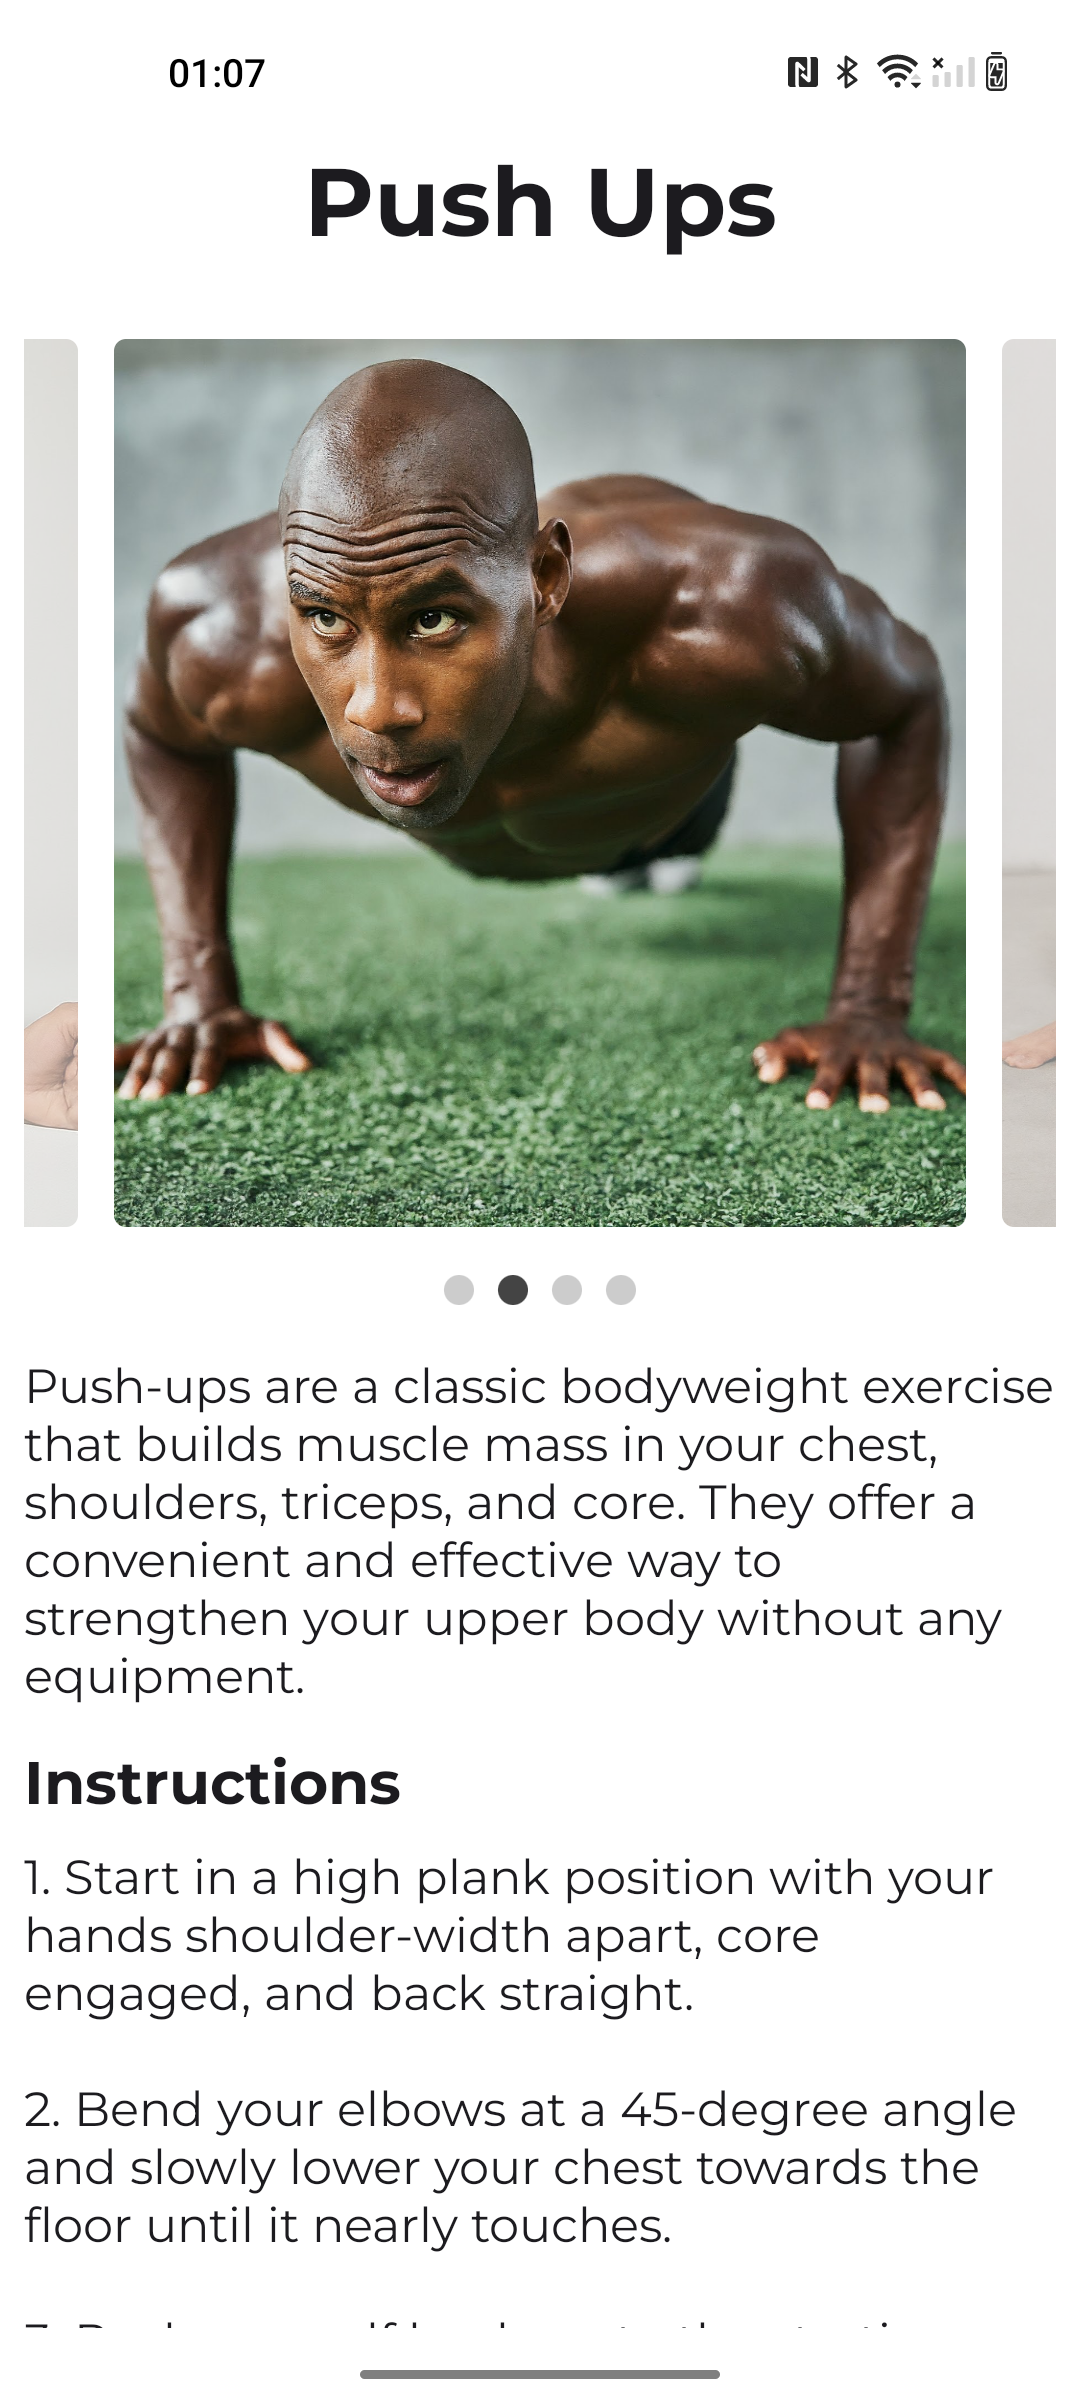 01:07
Push Ups
Push-ups are a classic bodyweight exercise
that builds muscle mass in your chest,
shoulders, triceps, and core. They offer a
convenient and effective way to
strengthen your upper body without any
equipment.
Instructions
1. Start in a high plank position with your
hands shoulder-width apart, core
engaged, and back straight.
2. Bend your elbows at a 45-degree angle
and slowly lower your chest towards the
floor until it nearly touches.